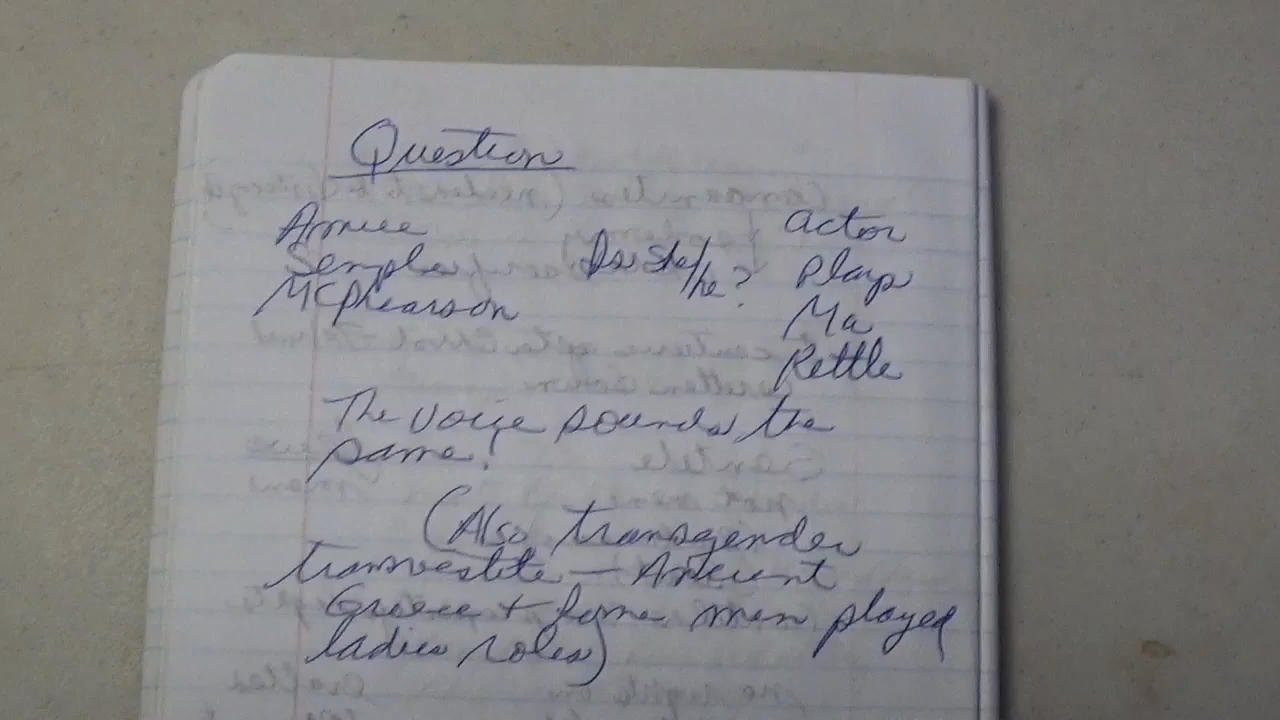 Question
Aimee
Semple
McPhearson
Is she/he?
Actor
Plays
Ma
Kettle
The voice sounds the
same!
(Also transgender
transvestite – Ancient
Greece + Rome men played
ladies roles)